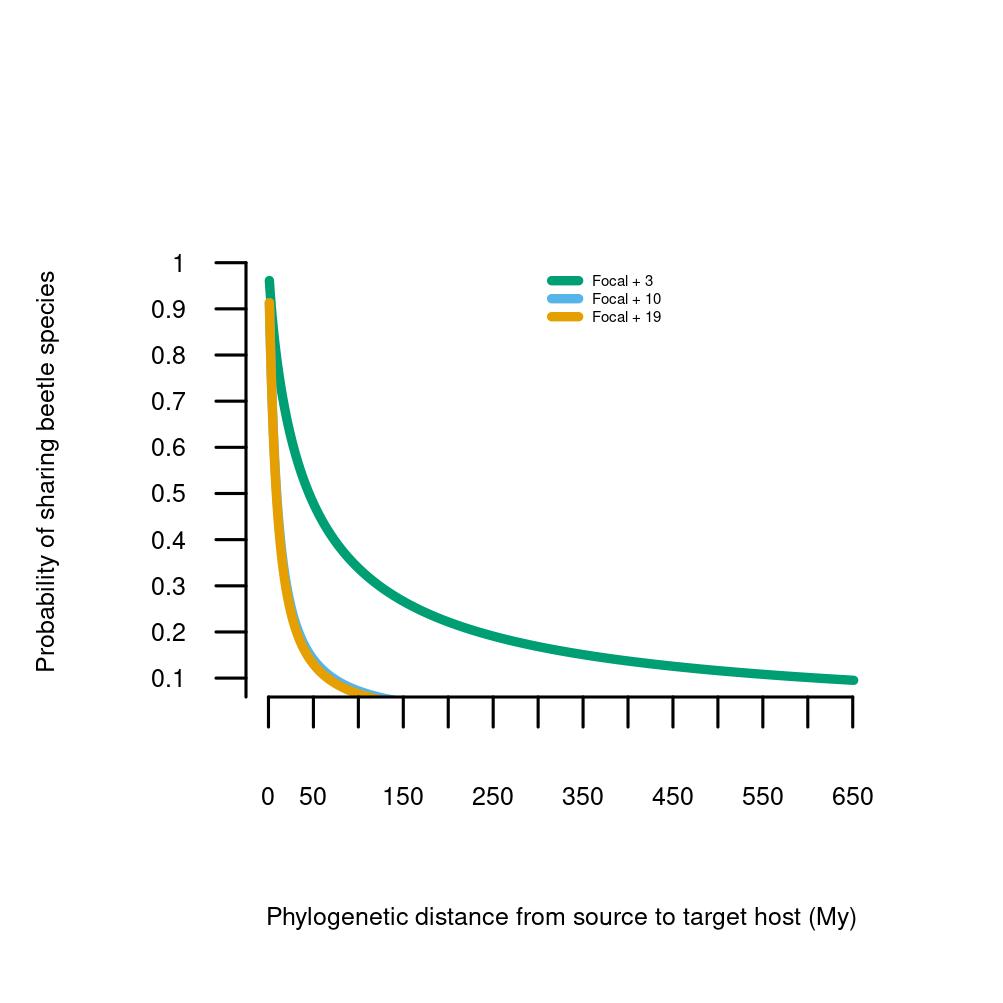 Probability of sharing beetle species
1
0.9
0.8
0.7
0.6
0.5
0.4
0.3
0.2
0.1
Focal + 3
Focal + 10
Focal + 19
0 50 150 250 350 450 550 650
Phylogenetic distance from source to target host (My)